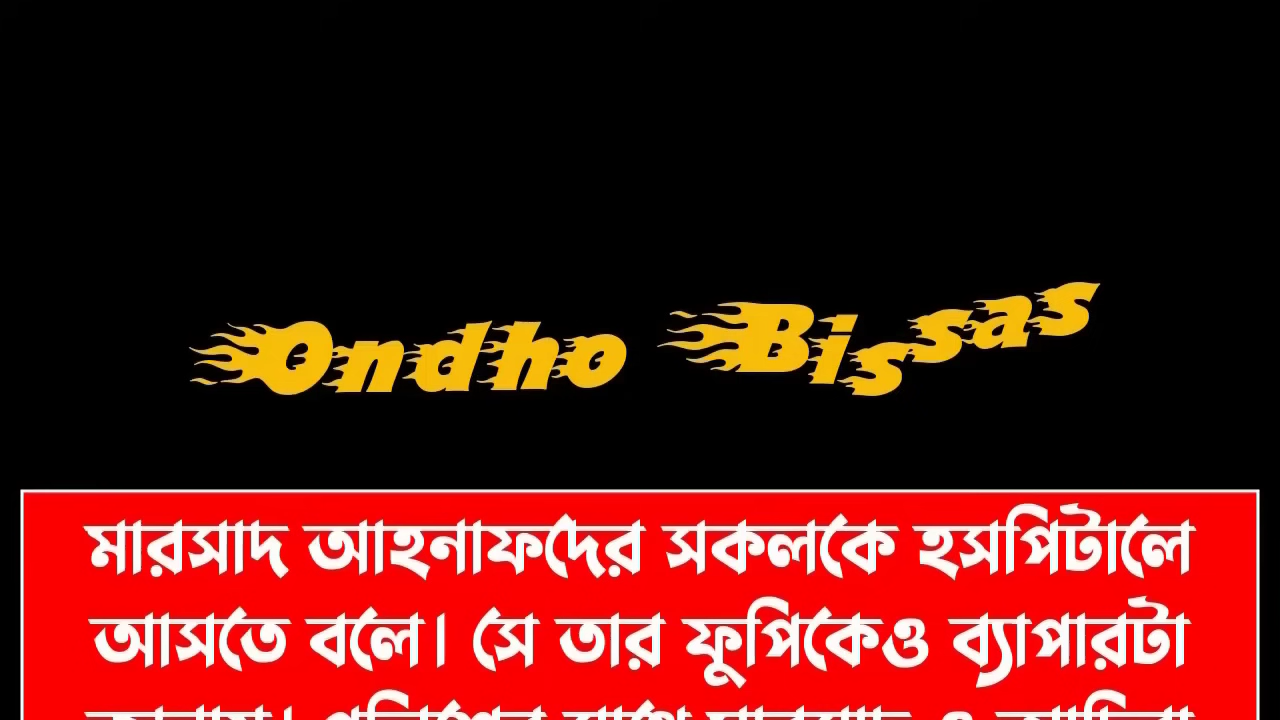 Ondho Bissas
মারসাদ আহনাফদের সকলকে হসপিটালে
আসতে বলে। সে তার ফুপিকেও ব্যাপারটা